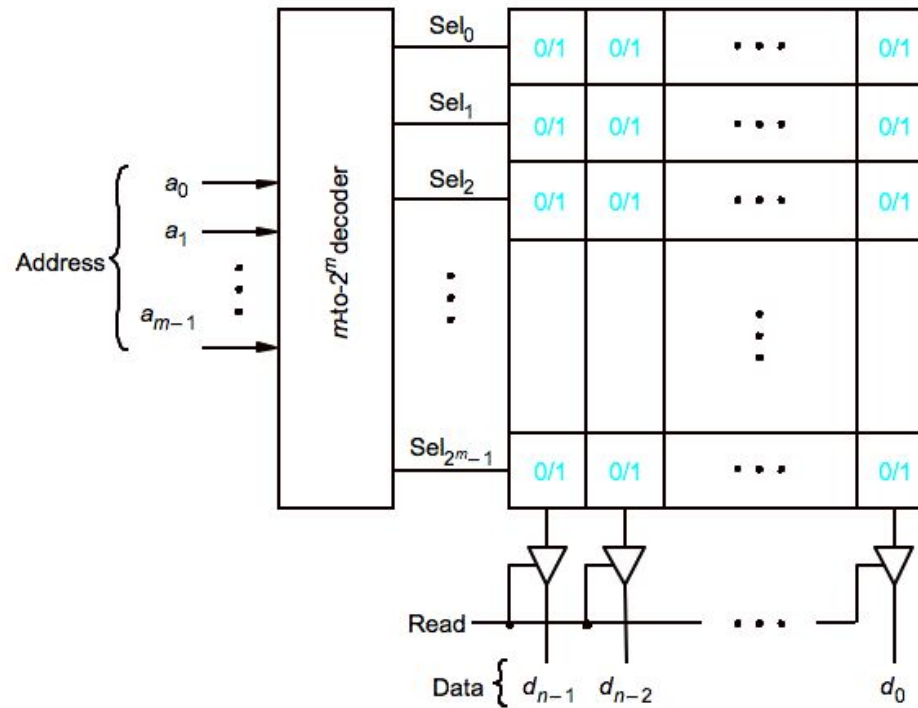 Sel₀ 0/1 0/1 ••• 0/1
Sel₁ 0/1 0/1 ••• 0/1
Sel₂ 0/1 0/1 ••• 0/1
a₀
a₁
Address
aₘ₋₁
m-to-2ᵐ decoder
Sel₂ᵐ₋₁ 0/1 0/1 ••• 0/1
Read •••
Data { dₙ₋₁ dₙ₋₂ d₀